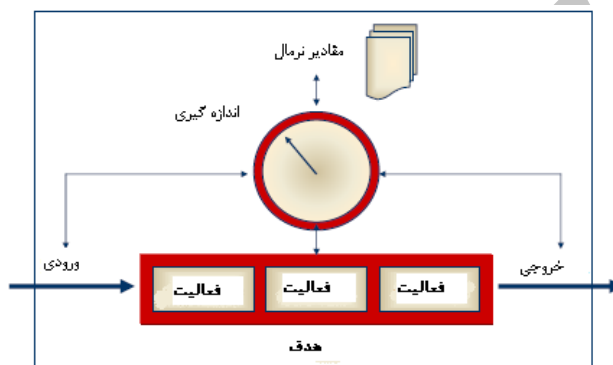 مقادیر نرمال
اندازه گیری
ورودی
خروجی
فعالیت
فعالیت
فعالیت
هدف